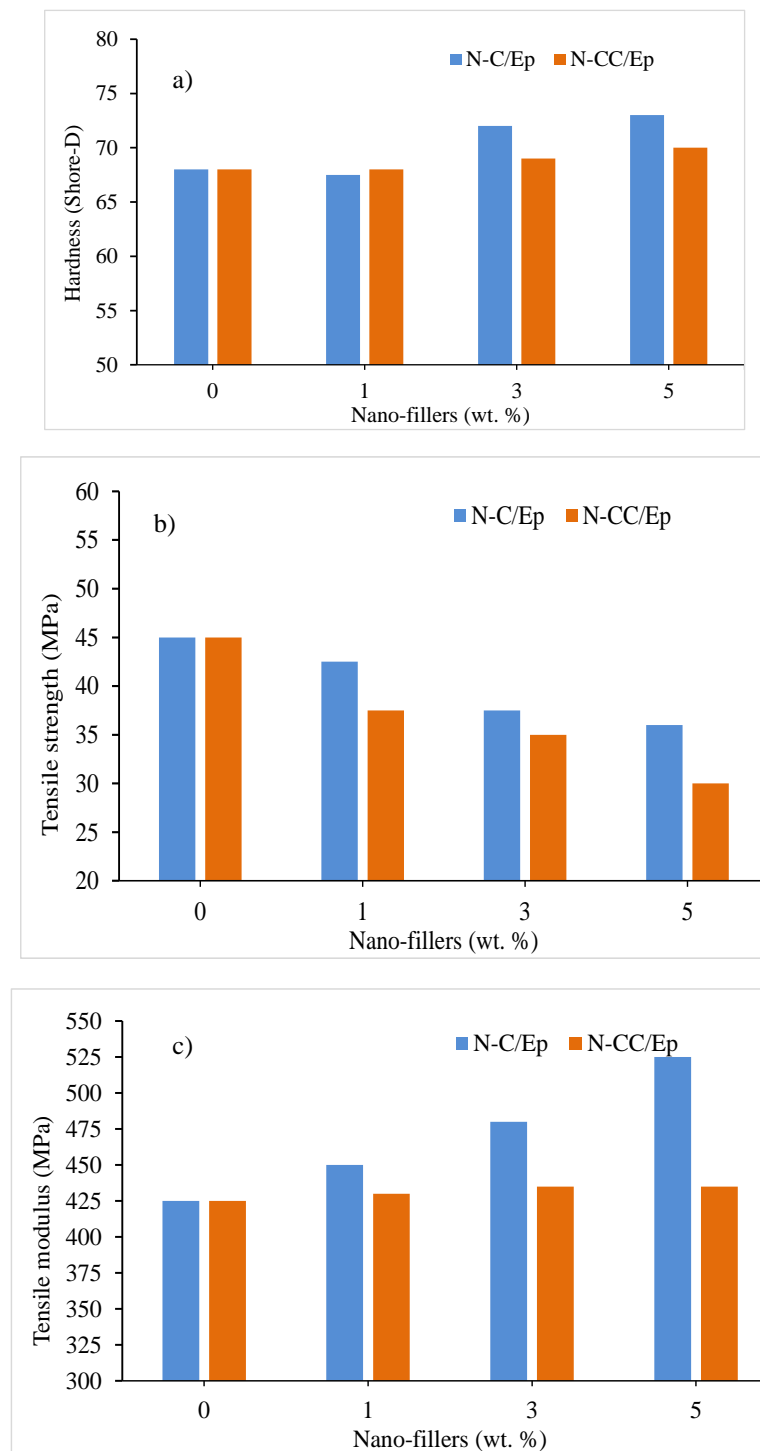 80
75
70
65
60
55
50
Hardness (Shore-D)
a)
N-C/Ep N-CC/Ep
0 1 3 5
Nano-fillers (wt. %)
60
55
50
45
40
35
30
25
20
Tensile strength (MPa)
b)
N-C/Ep N-CC/Ep
0 1 3 5
Nano-fillers (wt. %)
550
525
500
475
450
425
400
375
350
325
300
Tensile modulus (MPa)
c)
N-C/Ep N-CC/Ep
0 1 3 5
Nano-fillers (wt. %)